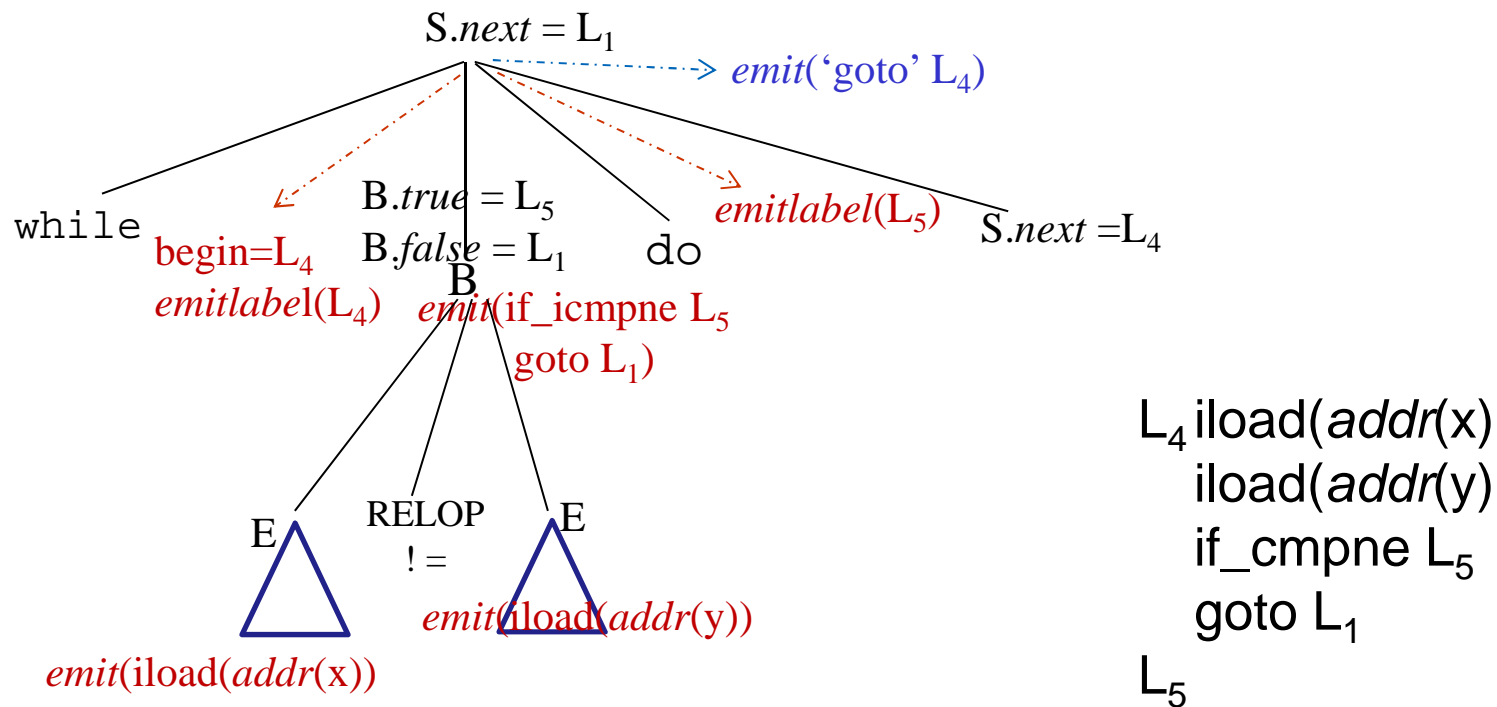 S.next = L₁
emit(‘goto’ L₄)
while
begin=L₄
emitlabel(L₄)
B.true = L₅
B.false = L₁
B
emit(if_icmpne L₅
goto L₁)
do
emitlabel(L₅)
S.next =L₄
E
RELOP
! =
E
emit(iload(addr(x))
emit(iload(addr(y))
L₄ iload(addr(x)
iload(addr(y)
if_cmpne L₅
goto L₁
L₅